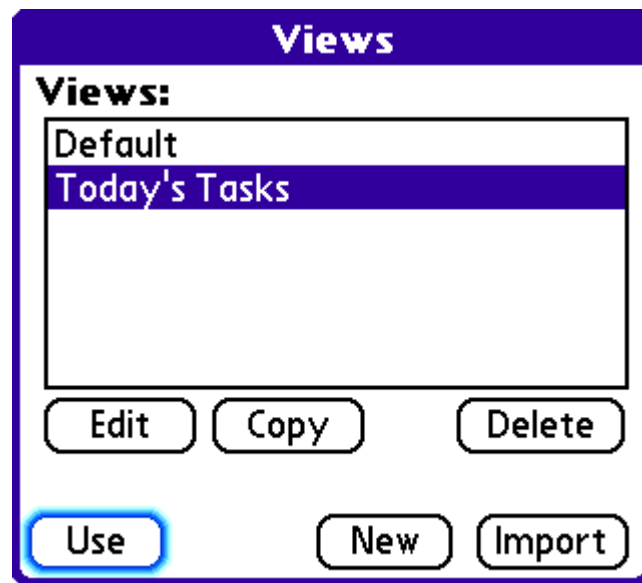 Views
Views:
Default
Today's Tasks
Edit Copy Delete
Use New Import